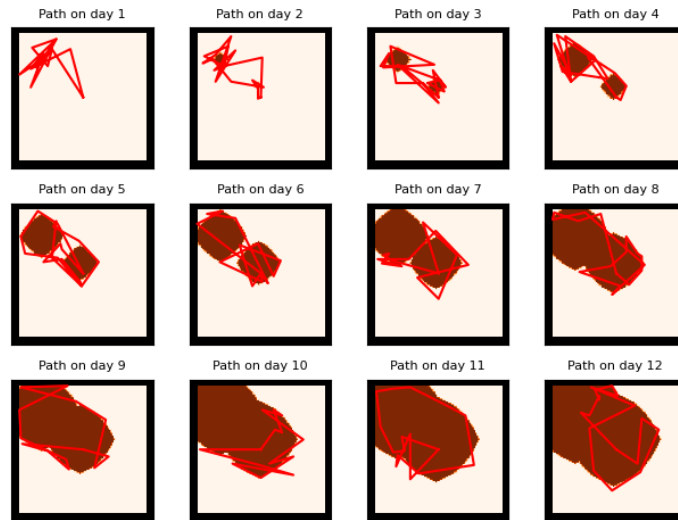 Path on day 1
Path on day 2
Path on day 3
Path on day 4
Path on day 5
Path on day 6
Path on day 7
Path on day 8
Path on day 9
Path on day 10
Path on day 11
Path on day 12